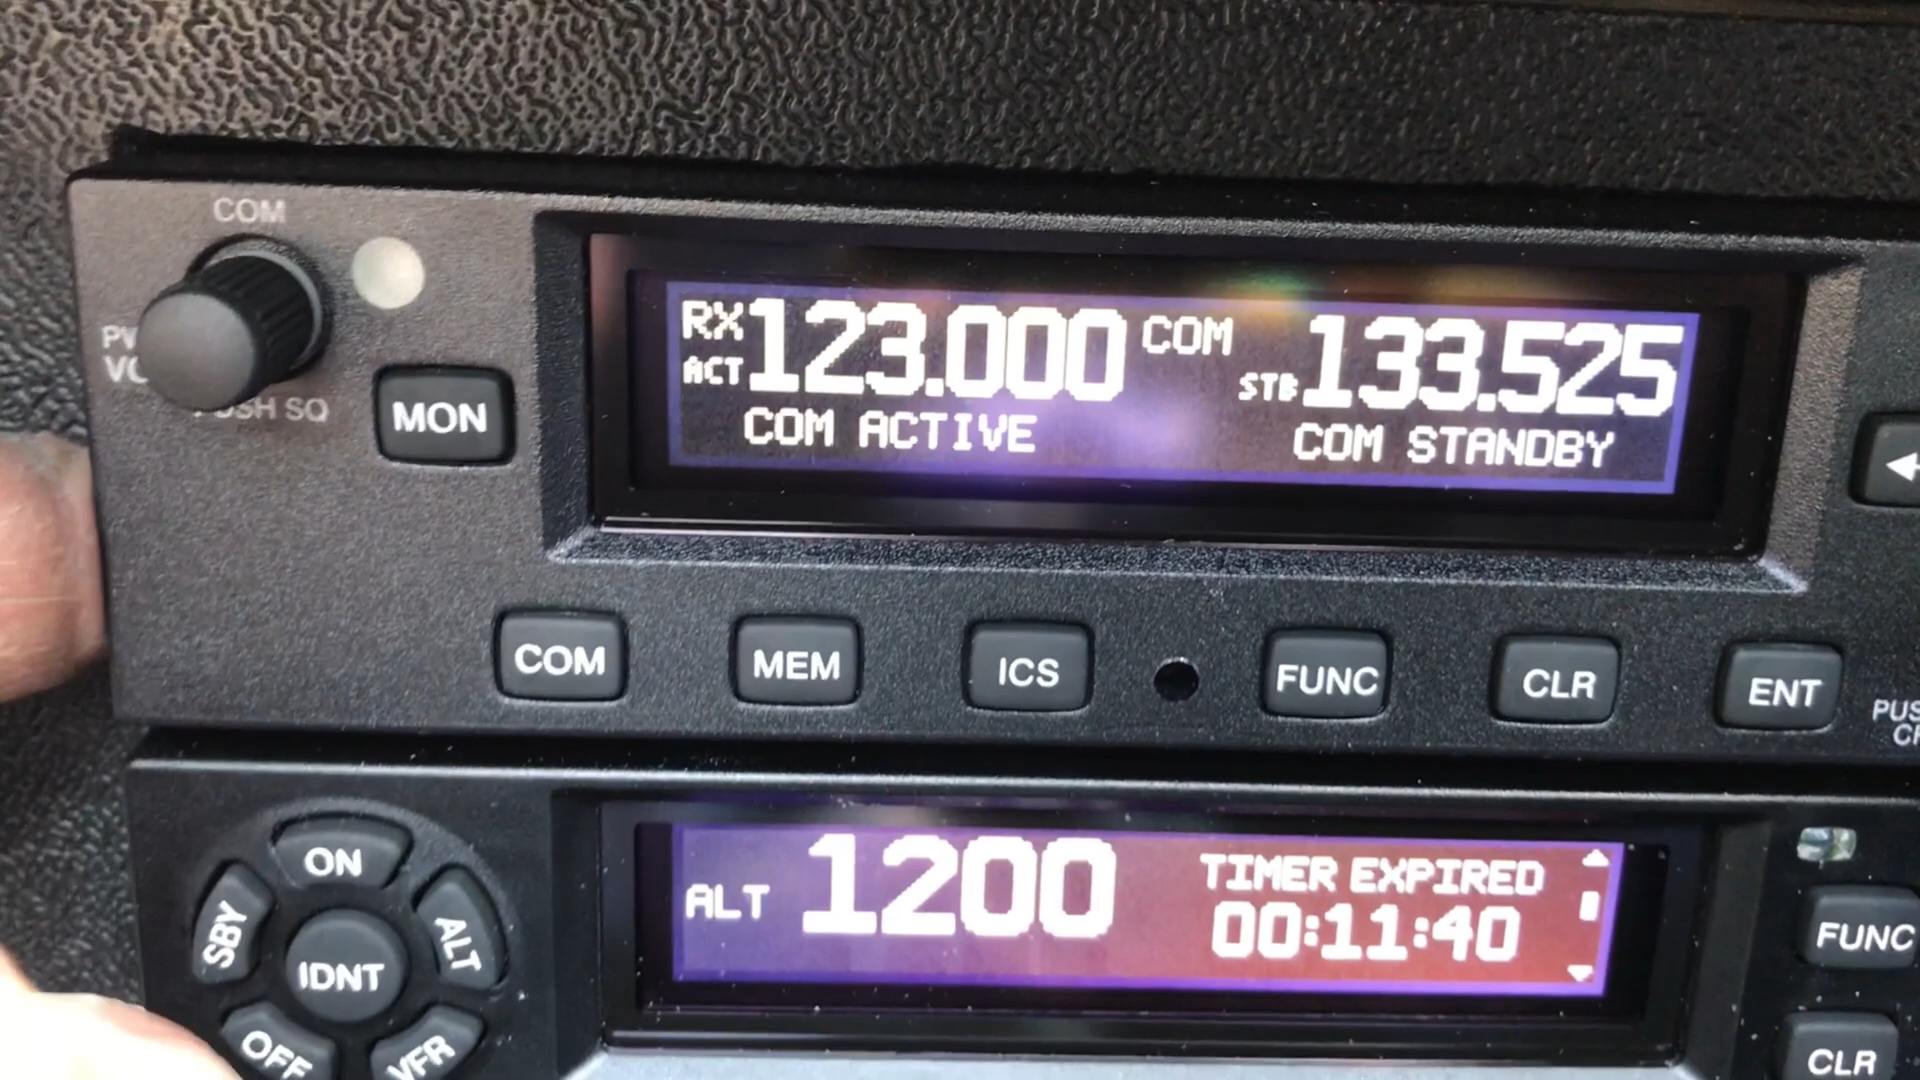 COM
PUSH SQ
MON
RX 123.000 COM 133.525
ACT STB
COM ACTIVE COM STANDBY
COM MEM ICS FUNC CLR ENT
ON
SBY
ALT
IDNT
OFF
VFR
ALT 1200
TIMER EXPIRED
00:11:40
FUNC
CLR